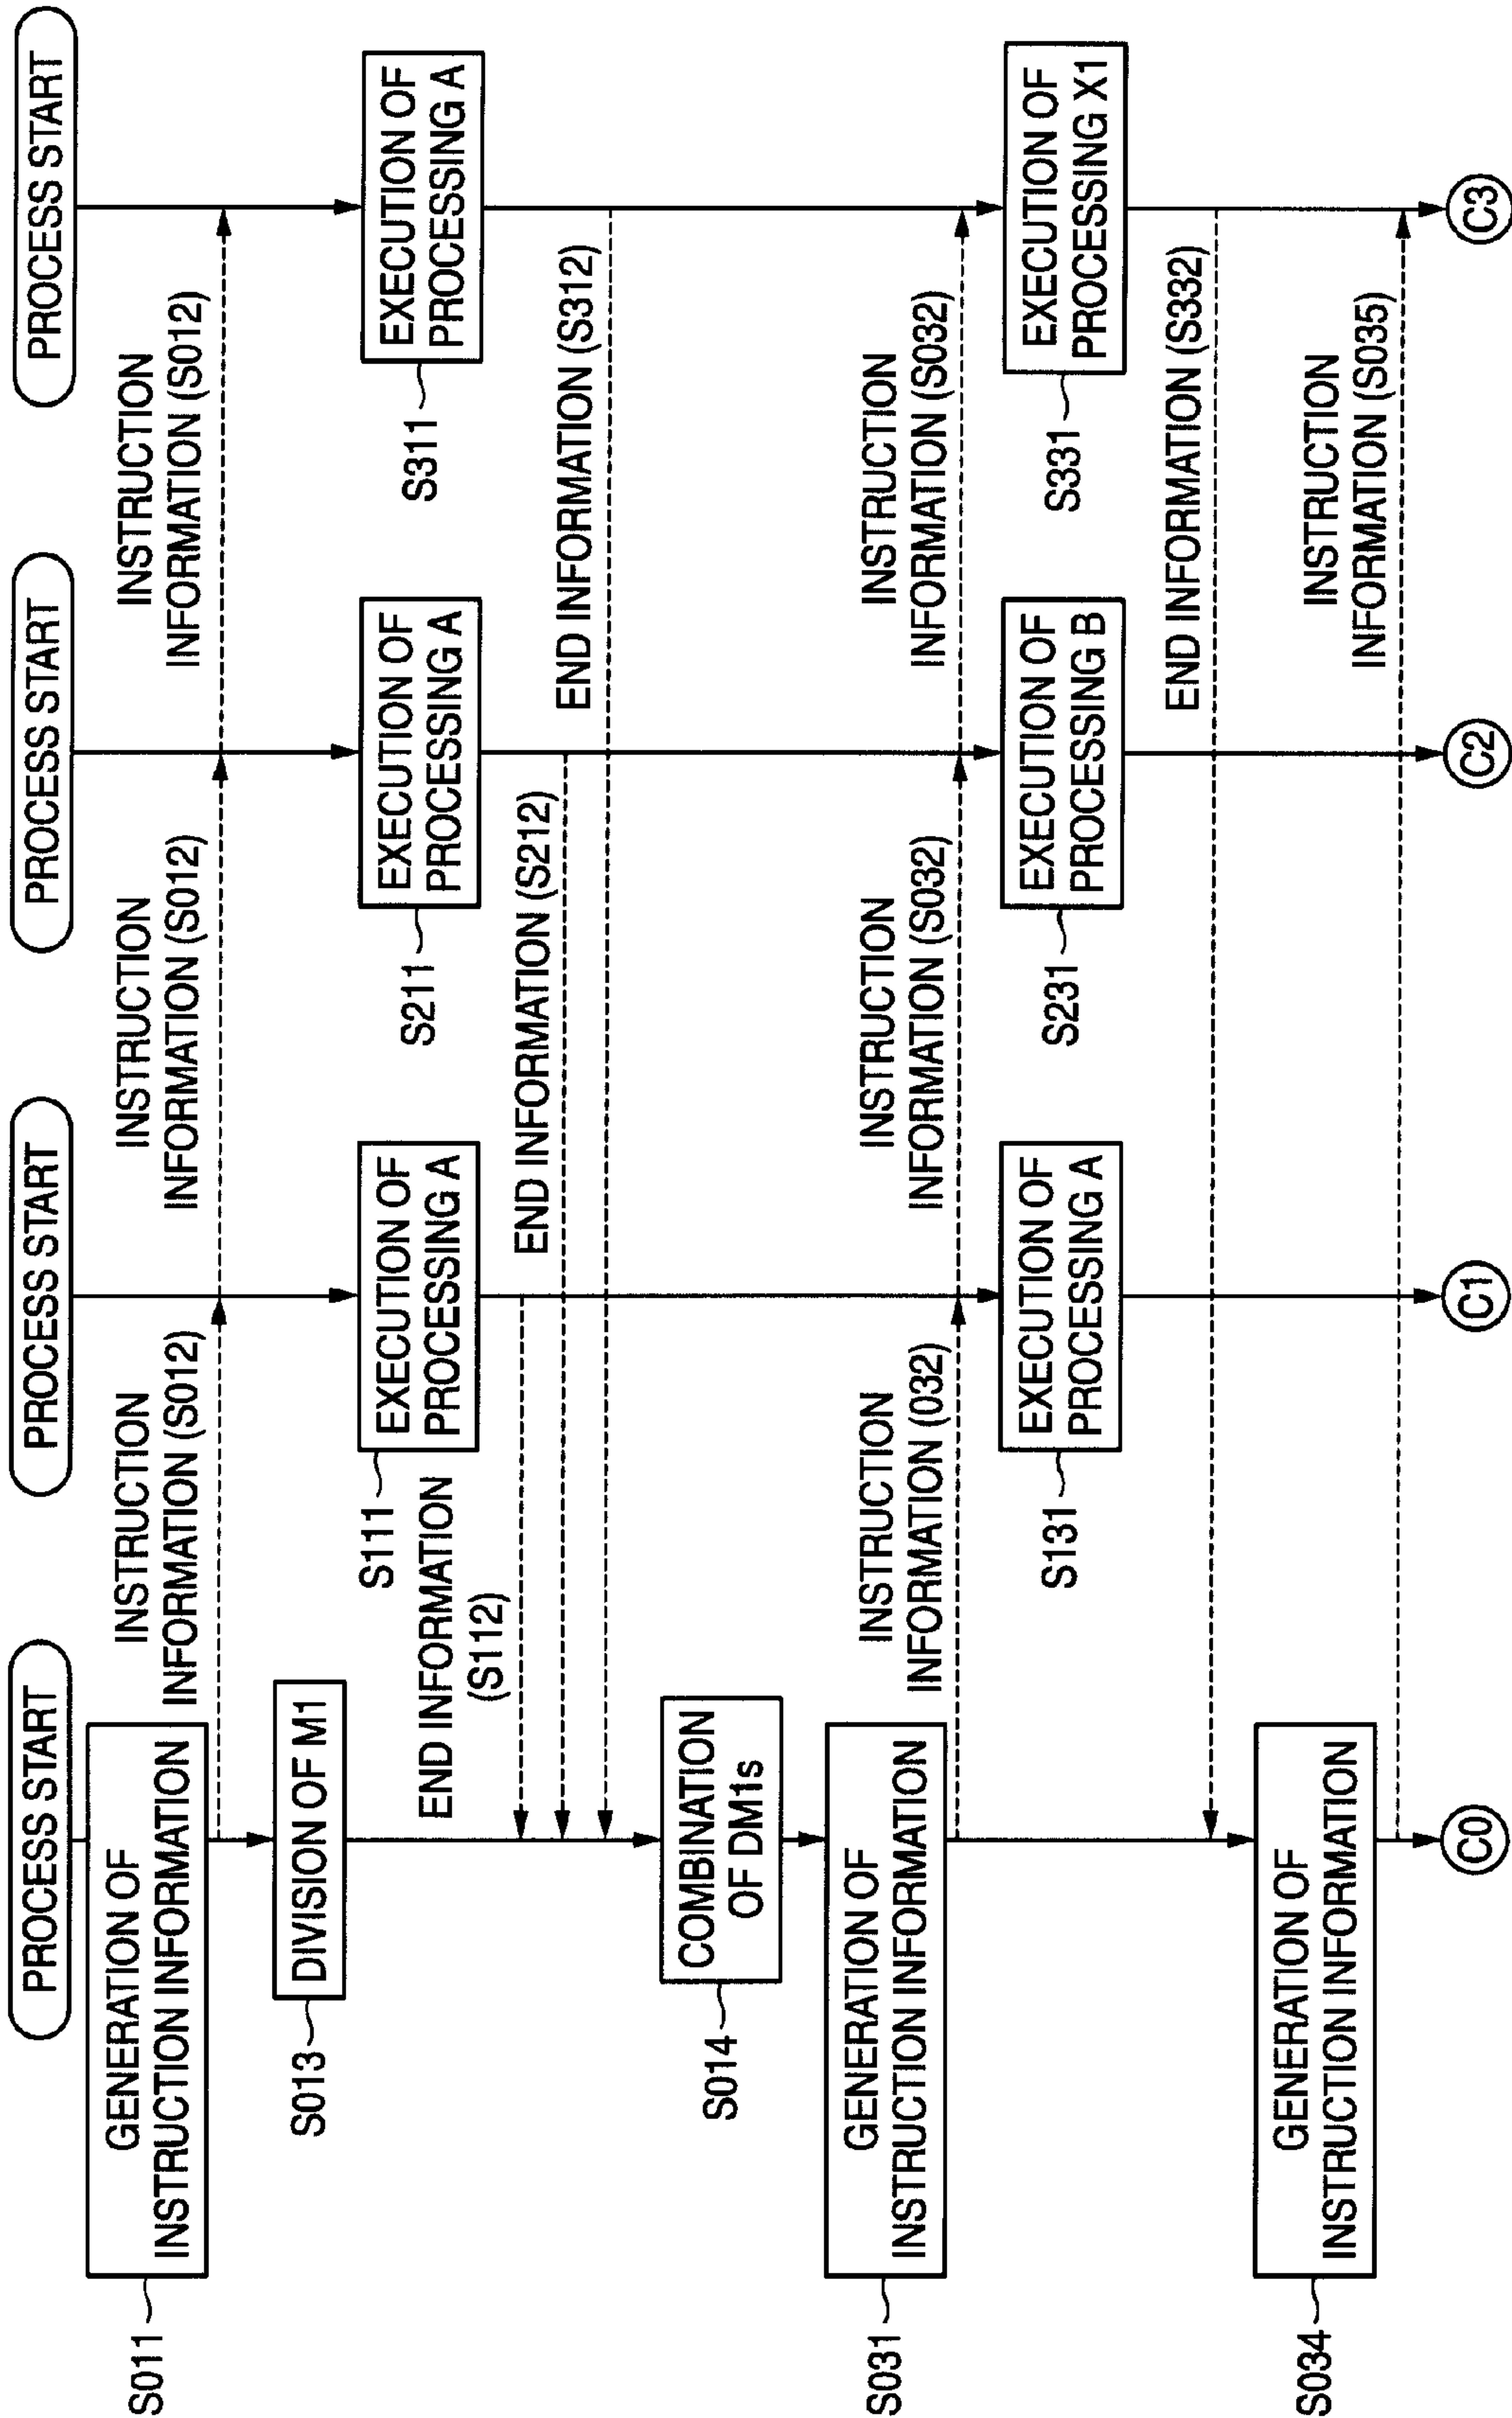 PROCESS START
PROCESS START
PROCESS START
PROCESS START
S011
GENERATION OF
INSTRUCTION INFORMATION
INSTRUCTION
INFORMATION (S012)
INSTRUCTION
INFORMATION (S012)
INSTRUCTION
INFORMATION (S012)
S013
DIVISION OF M1
S111
EXECUTION OF
PROCESSING A
S211
EXECUTION OF
PROCESSING A
S311
EXECUTION OF
PROCESSING A
END INFORMATION
(S112)
END INFORMATION (S212)
END INFORMATION (S312)
S014
COMBINATION
OF DM1s
S031
GENERATION OF
INSTRUCTION INFORMATION
INSTRUCTION
INFORMATION (032)
INSTRUCTION
INFORMATION (S032)
INSTRUCTION
INFORMATION (S032)
S131
EXECUTION OF
PROCESSING A
S231
EXECUTION OF
PROCESSING B
S331
EXECUTION OF
PROCESSING X1
END INFORMATION (S332)
S034
GENERATION OF
INSTRUCTION INFORMATION
INSTRUCTION
INFORMATION (S035)
C0
C1
C2
C3